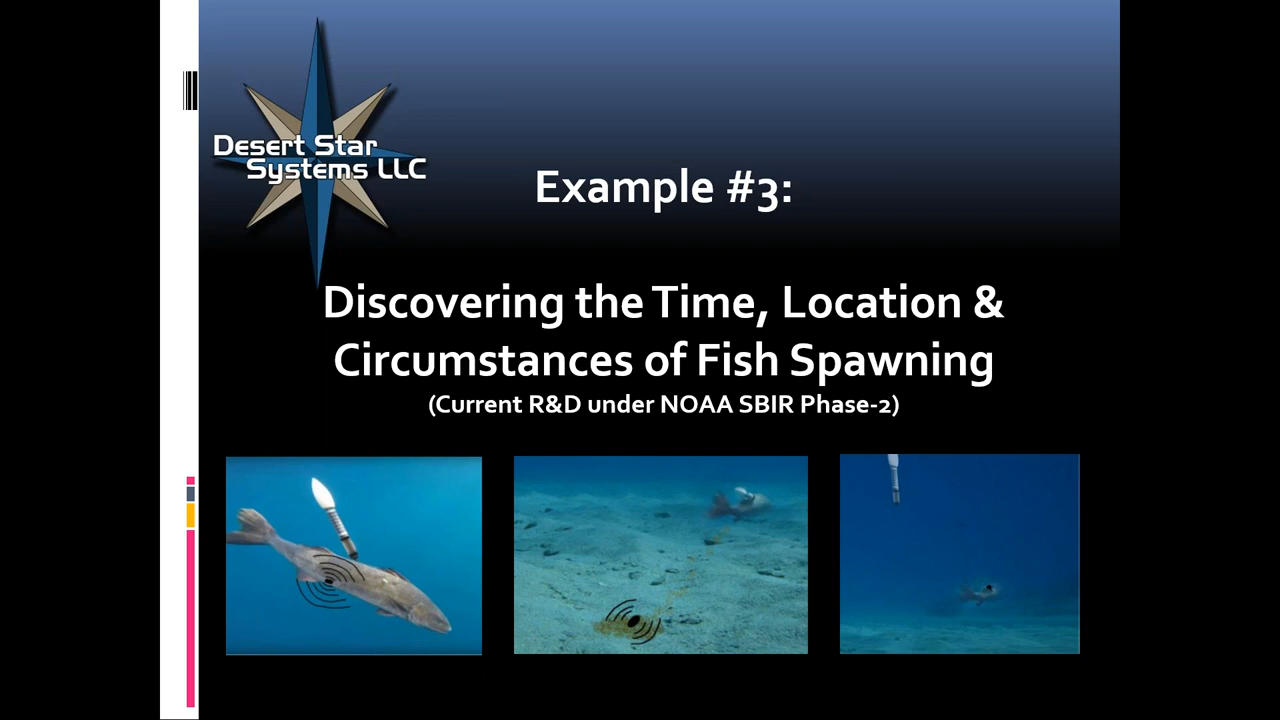 Desert Star
Systems LLC
Example #3:
Discovering the Time, Location &
Circumstances of Fish Spawning
(Current R&D under NOAA SBIR Phase-2)